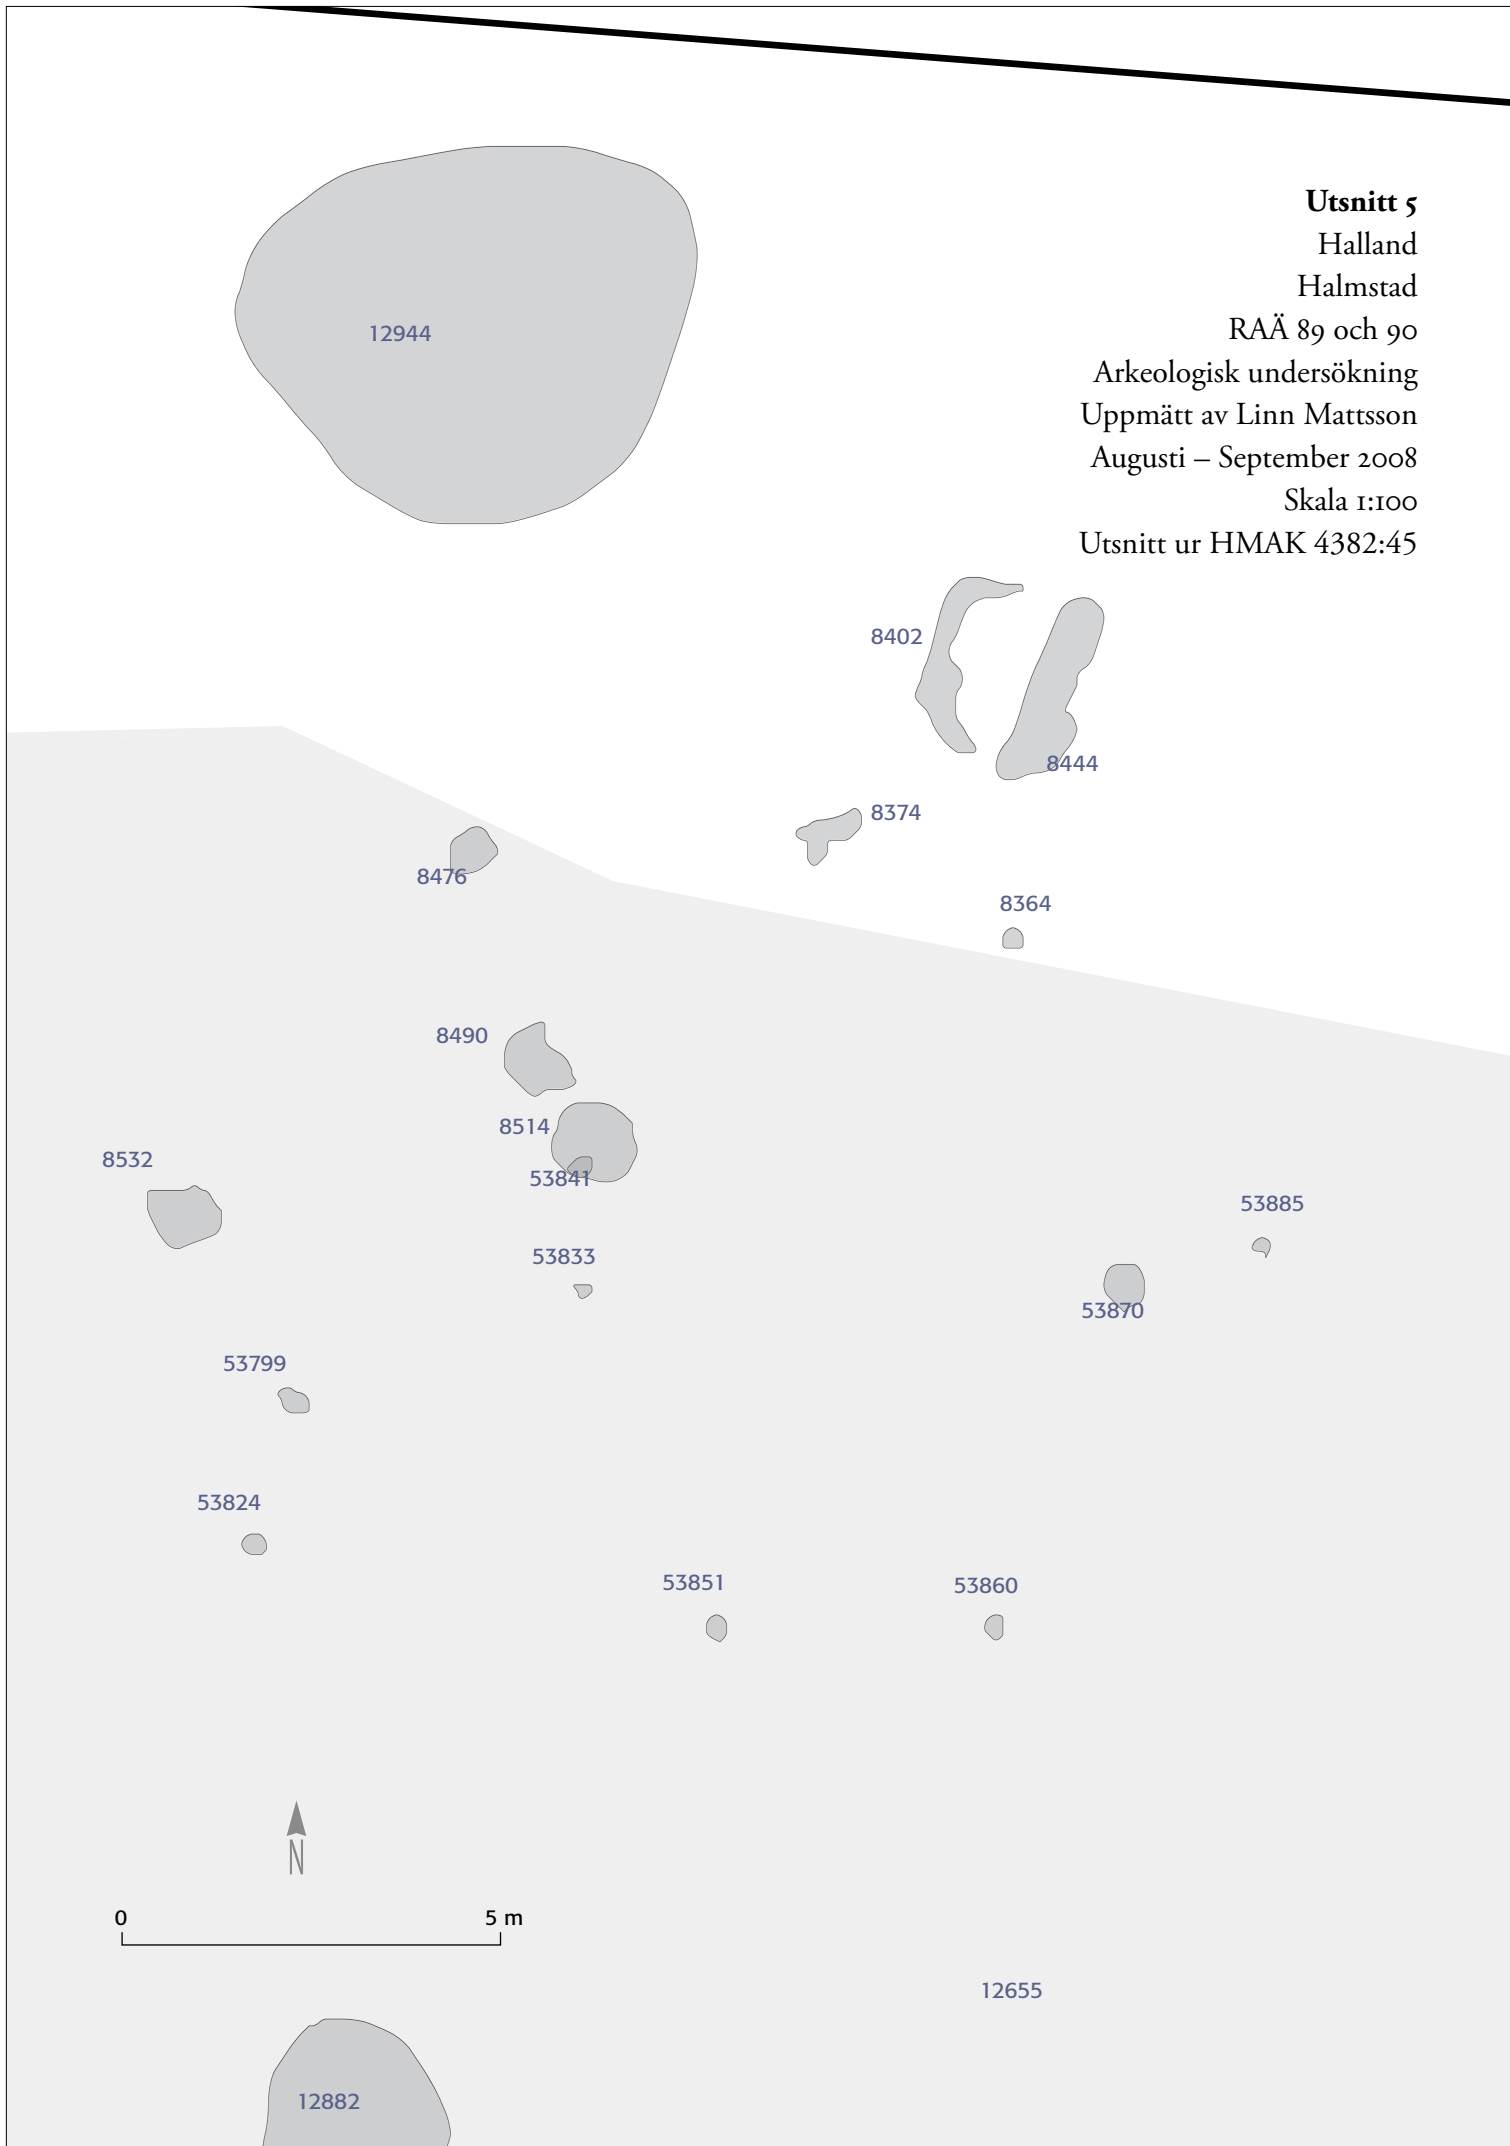 Utsnitt 5
Halland
Halmstad
RAÄ 89 och 90
Arkeologisk undersökning
Uppmätt av Linn Mattsson
Augusti – September 2008
Skala 1:100
Utsnitt ur HMAK 4382:45
12944
8402
8444
8374
8476
8364
8490
8514
8532
53841
53885
53833
53870
53799
53824
53851
53860
N
0 5 m
12655
12882